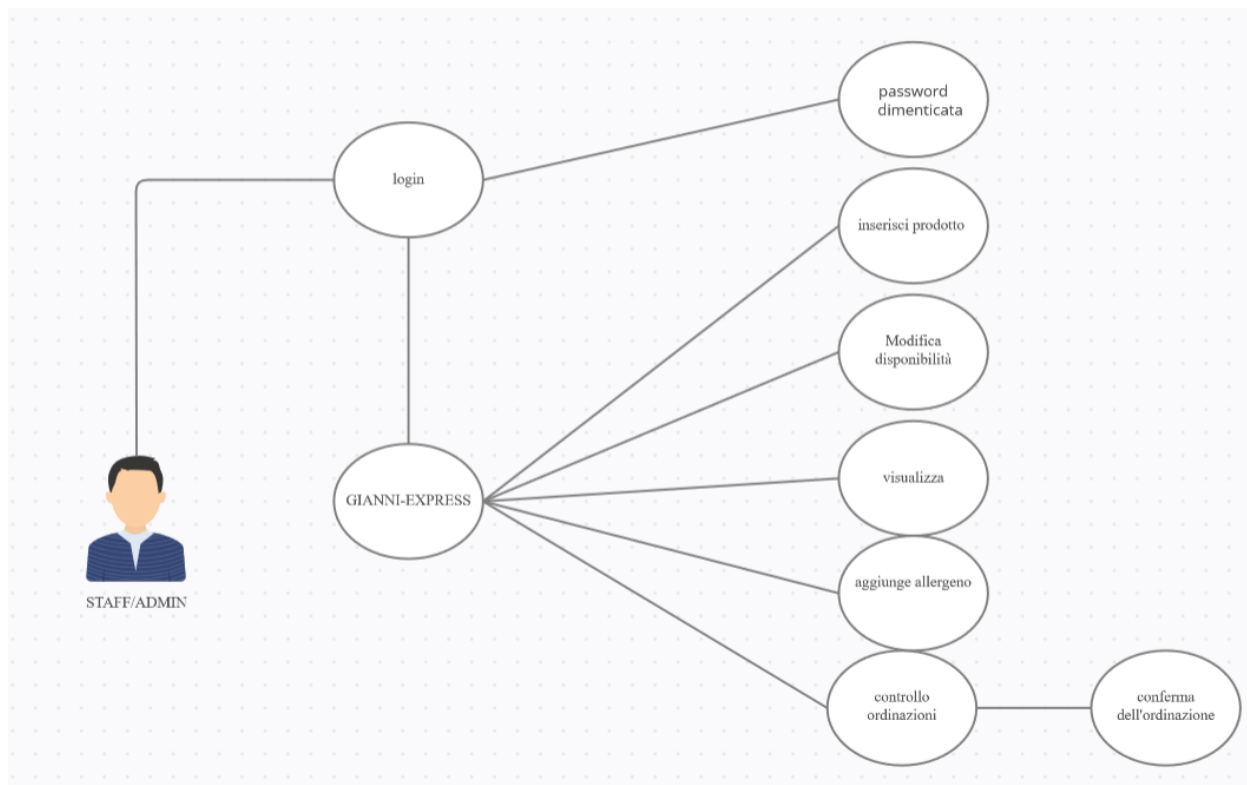 password
dimenticata
login
inserisci prodotto
Modifica
disponibilità
visualizza
GIANNI-EXPRESS
aggiunge allergeno
STAFF/ADMIN
controllo
ordinazioni
conferma
dell'ordinazione